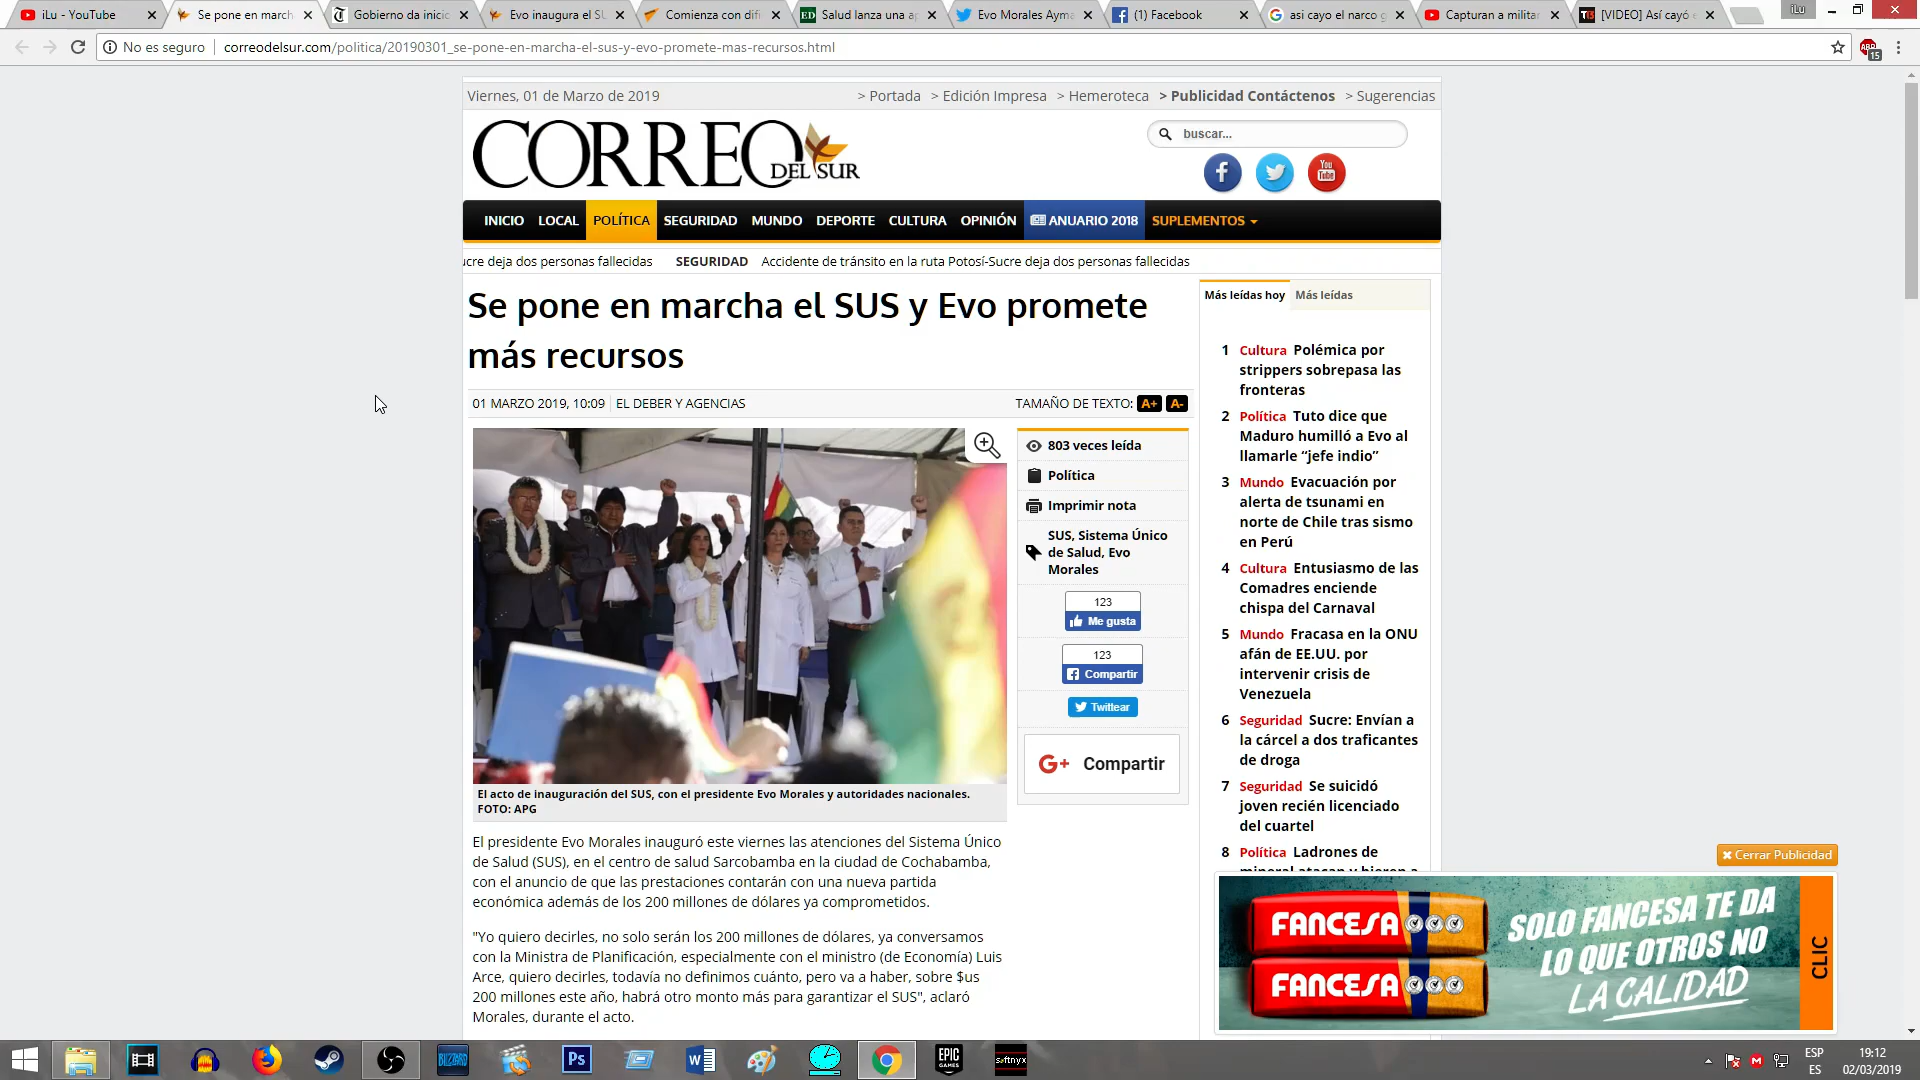 iLu - YouTube
Se pone en march
Gobierno da inicio
Evo inaugura el SU
Comienza con difi
Salud lanza una ap
Evo Morales Ayma
(1) Facebook
asi cayo el narco g
Capturan a militar
[VIDEO] Así cayó e
iLu
No es seguro
correodelsur.com/politica/20190301_se-pone-en-marcha-el-sus-y-evo-promete-mas-recursos.html
ABP
15
Viernes, 01 de Marzo de 2019
> Portada > Edición Impresa > Hemeroteca > Publicidad Contáctenos > Sugerencias
CORREO
DEL SUR
buscar...
You
Tube
INICIO LOCAL POLÍTICA SEGURIDAD MUNDO DEPORTE CULTURA OPINIÓN ANUARIO 2018 SUPLEMENTOS
ucre deja dos personas fallecidas SEGURIDAD Accidente de tránsito en la ruta Potosí-Sucre deja dos personas fallecidas
Se pone en marcha el SUS y Evo promete
más recursos
01 MARZO 2019, 10:09 EL DEBER Y AGENCIAS
TAMAÑO DE TEXTO: A+ A-
803 veces leída
Política
Imprimir nota
SUS, Sistema Único
de Salud, Evo
Morales
123
Me gusta
123
Compartir
Twittear
G+ Compartir
El acto de inauguración del SUS, con el presidente Evo Morales y autoridades nacionales.
FOTO: APG
El presidente Evo Morales inauguró este viernes las atenciones del Sistema Único
de Salud (SUS), en el centro de salud Sarcobamba en la ciudad de Cochabamba,
con el anuncio de que las prestaciones contarán con una nueva partida
económica además de los 200 millones de dólares ya comprometidos.
"Yo quiero decirles, no solo serán los 200 millones de dólares, ya conversamos
con la Ministra de Planificación, especialmente con el ministro (de Economía) Luis
Arce, quiero decirles, todavía no definimos cuánto, pero va a haber, sobre $us
200 millones este año, habrá otro monto más para garantizar el SUS", aclaró
Morales, durante el acto.
Más leídas hoy
Más leídas
1 Cultura Polémica por
strippers sobrepasa las
fronteras
2 Política Tuto dice que
Maduro humilló a Evo al
llamarle “jefe indio”
3 Mundo Evacuación por
alerta de tsunami en
norte de Chile tras sismo
en Perú
4 Cultura Entusiasmo de las
Comadres enciende
chispa del Carnaval
5 Mundo Fracasa en la ONU
afán de EE.UU. por
intervenir crisis de
Venezuela
6 Seguridad Sucre: Envían a
la cárcel a dos traficantes
de droga
7 Seguridad Se suicidó
joven recién licenciado
del cuartel
8 Política Ladrones de
mineral atacan y hieren a
Cerrar Publicidad
FANCESA
FANCESA
SOLO FANCESA TE DA
LO QUE OTROS NO
LA CALIDAD
CLIC
BLIZZARD
Ps
W
EPIC
GAMES
softnyx
ESP
ES
19:12
02/03/2019